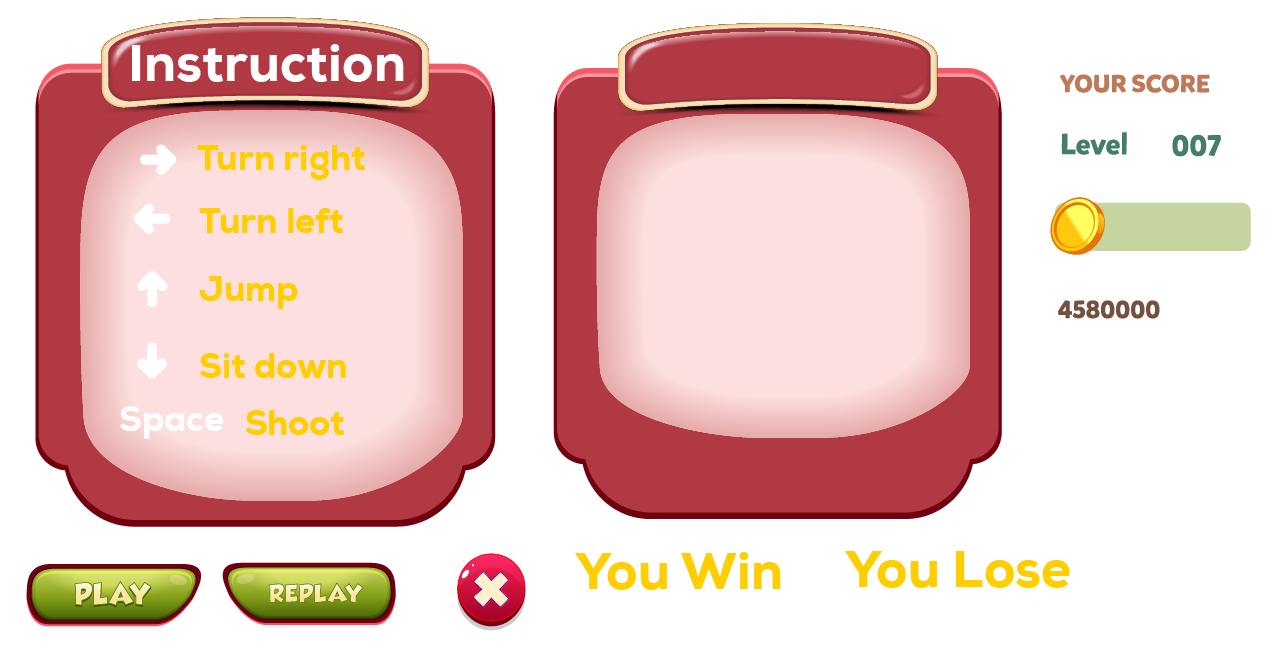 Instruction
Turn right
Turn left
Jump
Sit down
Space Shoot
YOUR SCORE
Level 007
4580000
PLAY
REPLAY
You Win
You Lose